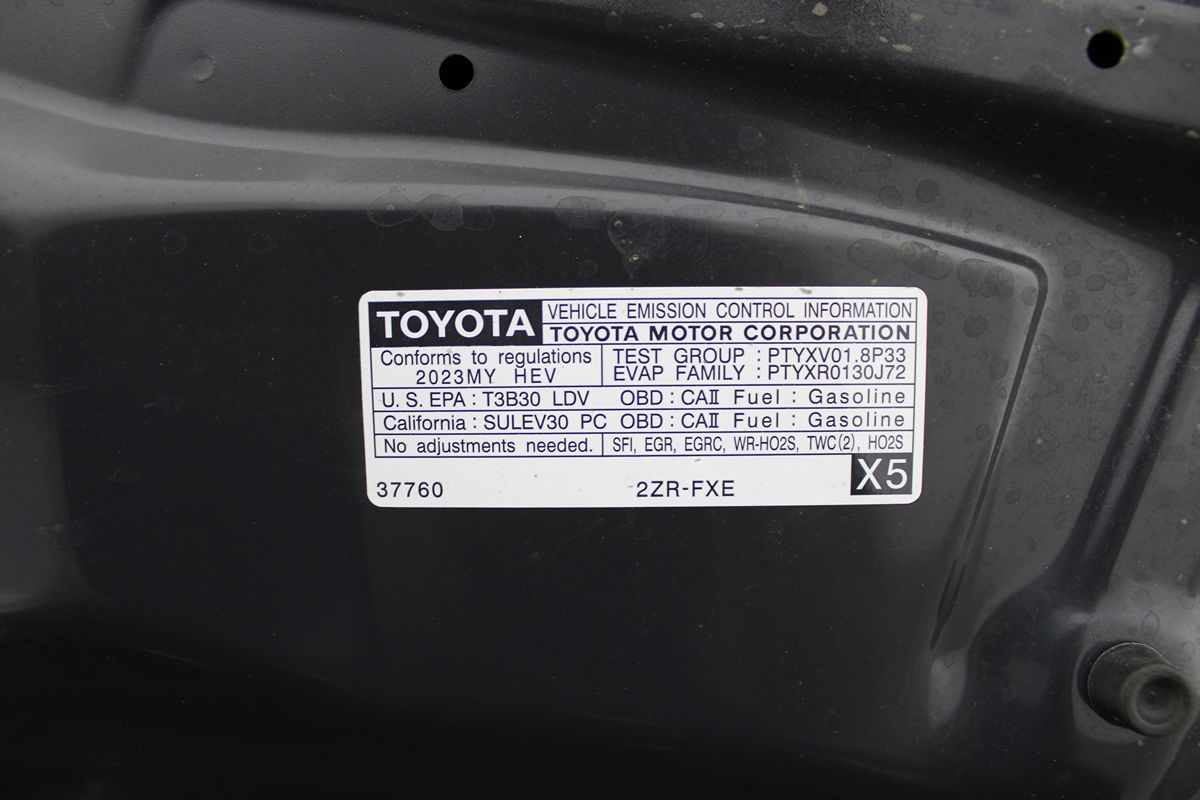 TOYOTA VEHICLE EMISSION CONTROL INFORMATION
TOYOTA MOTOR CORPORATION
Conforms to regulations
2023MY HEV
TEST GROUP : PTYXV01.8P33
EVAP FAMILY : PTYXR0130J72
U.S. EPA : T3B30 LDV OBD : CAII Fuel : Gasoline
California : SULEV30 PC OBD : CAII Fuel : Gasoline
No adjustments needed. SFI, EGR, EGRC, WR-HO2S, TWC(2), HO2S
37760 2ZR-FXE X5